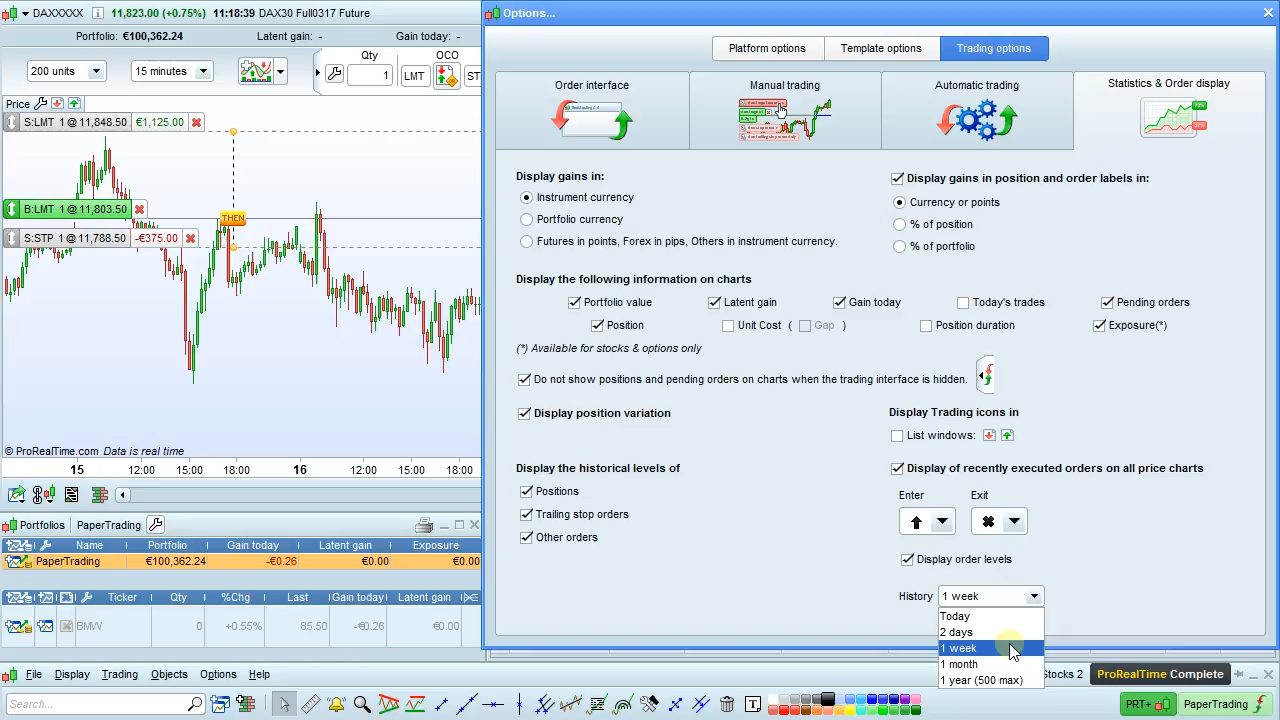 DAXXXXX 11,823.00 (+0.75%) 11:18:39 DAX30 Full0317 Future
Portfolio: €100,362.24 Latent gain: - Gain today: -
Qty OCO
200 units 15 minutes 1 LMT ST
Price
S:LMT 1 @ 11,848.50 €1,125.00
B:LMT 1 @ 11,803.50
THEN
S:STP 1 @ 11,788.50 -€375.00
© ProRealTime.com Data is real time
15 12:00 15:00 18:00 16 12:00 15:00 18:00
Portfolios PaperTrading
Name Portfolio Gain today Latent gain Exposure
PaperTrading €100,362.24 -€0.26 €0.00 €0.00
Ticker Qty %Chg Last Gain today Latent gain
BMW 0 +0.55% 85.50 -€0.26 €0.00
Options...
Platform options Template options Trading options
Order interface Manual trading Automatic trading Statistics & Order display
Display gains in:
Instrument currency
Portfolio currency
Futures in points, Forex in pips, Others in instrument currency.
Display gains in position and order labels in:
Currency or points
% of position
% of portfolio
Display the following information on charts
Portfolio value Latent gain Gain today Today's trades Pending orders
Position Unit Cost ( Gap ) Position duration Exposure(*)
(*) Available for stocks & options only
Do not show positions and pending orders on charts when the trading interface is hidden.
Display position variation
Display Trading icons in
List windows:
Display the historical levels of
Positions
Trailing stop orders
Other orders
Display of recently executed orders on all price charts
Enter Exit
Display order levels
History 1 week
Today
2 days
1 week
1 month
1 year (500 max)
File Display Trading Objects Options Help Stocks 2 ProRealTime Complete
Search... PRT+ PaperTrading